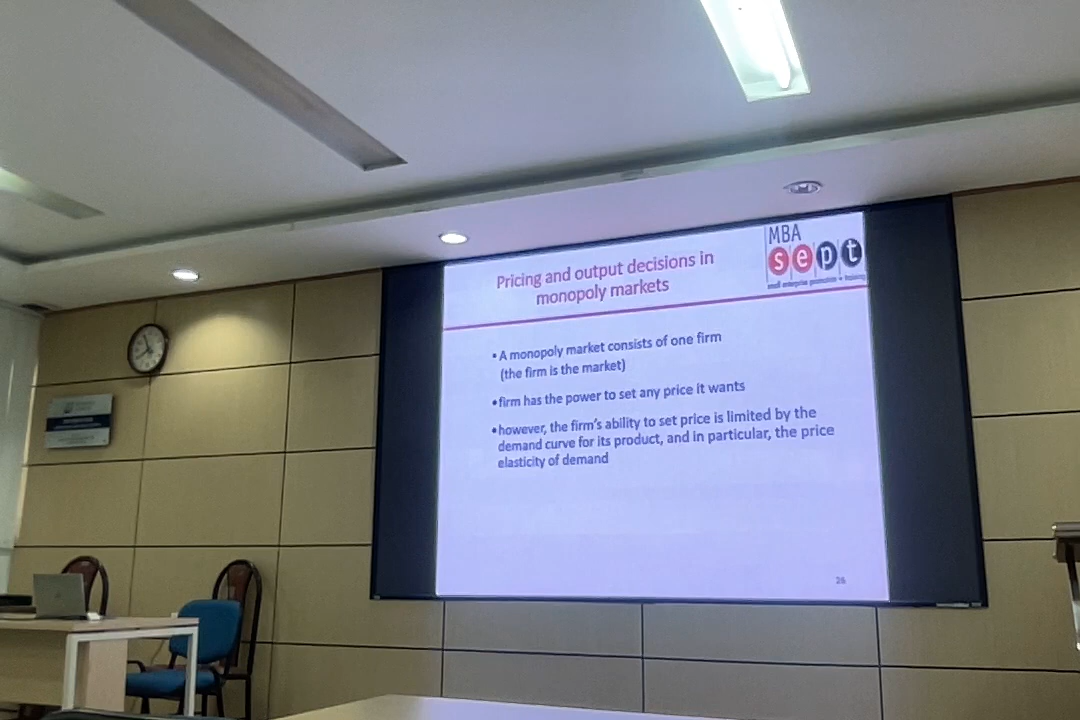 MBA
sept
small enterprise promotion + training
Pricing and output decisions in
monopoly markets
▪ A monopoly market consists of one firm
(the firm is the market)
•firm has the power to set any price it wants
•however, the firm's ability to set price is limited by the
demand curve for its product, and in particular, the price
elasticity of demand
26